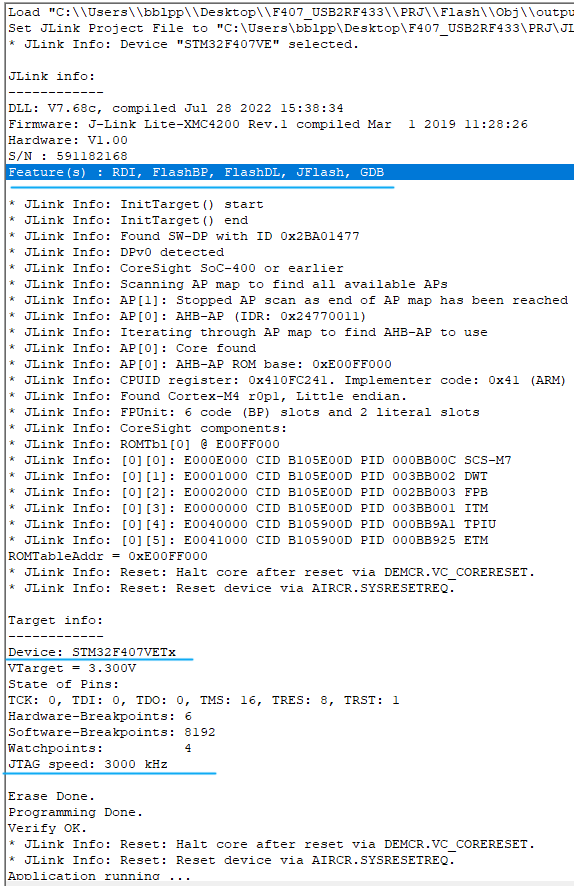 Load "C:\\Users\\bblpp\\Desktop\\F407_USB2RF433\\PRJ\\Flash\\Obj\\outpu
Set JLink Project File to "C:\Users\bblpp\Desktop\F407_USB2RF433\PRJ\JL
* JLink Info: Device "STM32F407VE" selected.
JLink info:
------------
DLL: V7.68c, compiled Jul 28 2022 15:38:34
Firmware: J-Link Lite-XMC4200 Rev.1 compiled Mar  1 2019 11:28:26
Hardware: V1.00
S/N : 591182168
Feature(s) : RDI, FlashBP, FlashDL, JFlash, GDB
* JLink Info: InitTarget() start
* JLink Info: InitTarget() end
* JLink Info: Found SW-DP with ID 0x2BA01477
* JLink Info: DPv0 detected
* JLink Info: CoreSight SoC-400 or earlier
* JLink Info: Scanning AP map to find all available APs
* JLink Info: AP[1]: Stopped AP scan as end of AP map has been reached
* JLink Info: AP[0]: AHB-AP (IDR: 0x24770011)
* JLink Info: Iterating through AP map to find AHB-AP to use
* JLink Info: AP[0]: Core found
* JLink Info: AP[0]: AHB-AP ROM base: 0xE00FF000
* JLink Info: CPUID register: 0x410FC241. Implementer code: 0x41 (ARM)
* JLink Info: Found Cortex-M4 r0p1, Little endian.
* JLink Info: FPUnit: 6 code (BP) slots and 2 literal slots
* JLink Info: CoreSight components:
* JLink Info: ROMTbl[0] @ E00FF000
* JLink Info: [0][0]: E000E000 CID B105E00D PID 000BB00C SCS-M7
* JLink Info: [0][1]: E0001000 CID B105E00D PID 003BB002 DWT
* JLink Info: [0][2]: E0002000 CID B105E00D PID 002BB003 FPB
* JLink Info: [0][3]: E0000000 CID B105E00D PID 003BB001 ITM
* JLink Info: [0][4]: E0040000 CID B105900D PID 000BB9A1 TPIU
* JLink Info: [0][5]: E0041000 CID B105900D PID 000BB925 ETM
ROMTableAddr = 0xE00FF000
* JLink Info: Reset: Halt core after reset via DEMCR.VC_CORERESET.
* JLink Info: Reset: Reset device via AIRCR.SYSRESETREQ.
Target info:
------------
Device: STM32F407VETx
VTarget = 3.300V
State of Pins:
TCK: 0, TDI: 0, TDO: 0, TMS: 16, TRES: 8, TRST: 1
Hardware-Breakpoints: 6
Software-Breakpoints: 8192
Watchpoints:          4
JTAG speed: 3000 kHz
Erase Done.
Programming Done.
Verify OK.
* JLink Info: Reset: Halt core after reset via DEMCR.VC_CORERESET.
* JLink Info: Reset: Reset device via AIRCR.SYSRESETREQ.
Application running ...